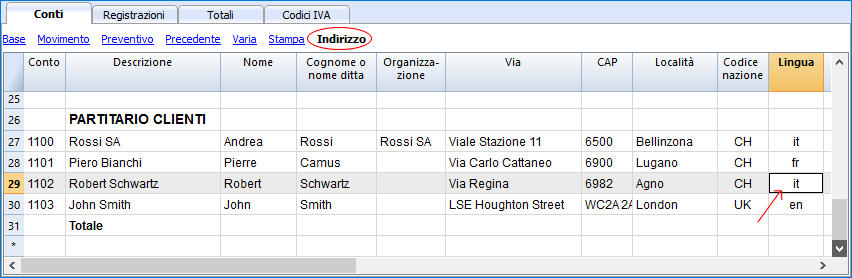 Conti Registrazioni Totali Codici IVA
Base Movimento Preventivo Precedente Varia Stampa Indirizzo
Conto Descrizione Nome Cognome o nome ditta Organizza-zione Via CAP Località Codice nazione Lingua
25
26 PARTITARIO CLIENTI
27 1100 Rossi SA Andrea Rossi Rossi SA Viale Stazione 11 6500 Bellinzona CH it
28 1101 Piero Bianchi Pierre Camus Via Carlo Cattaneo 6900 Lugano CH fr
29 1102 Robert Schwartz Robert Schwartz Via Regina 6982 Agno CH it
30 1103 John Smith John Smith LSE Houghton Street WC2A 2A London UK en
31 Totale
*